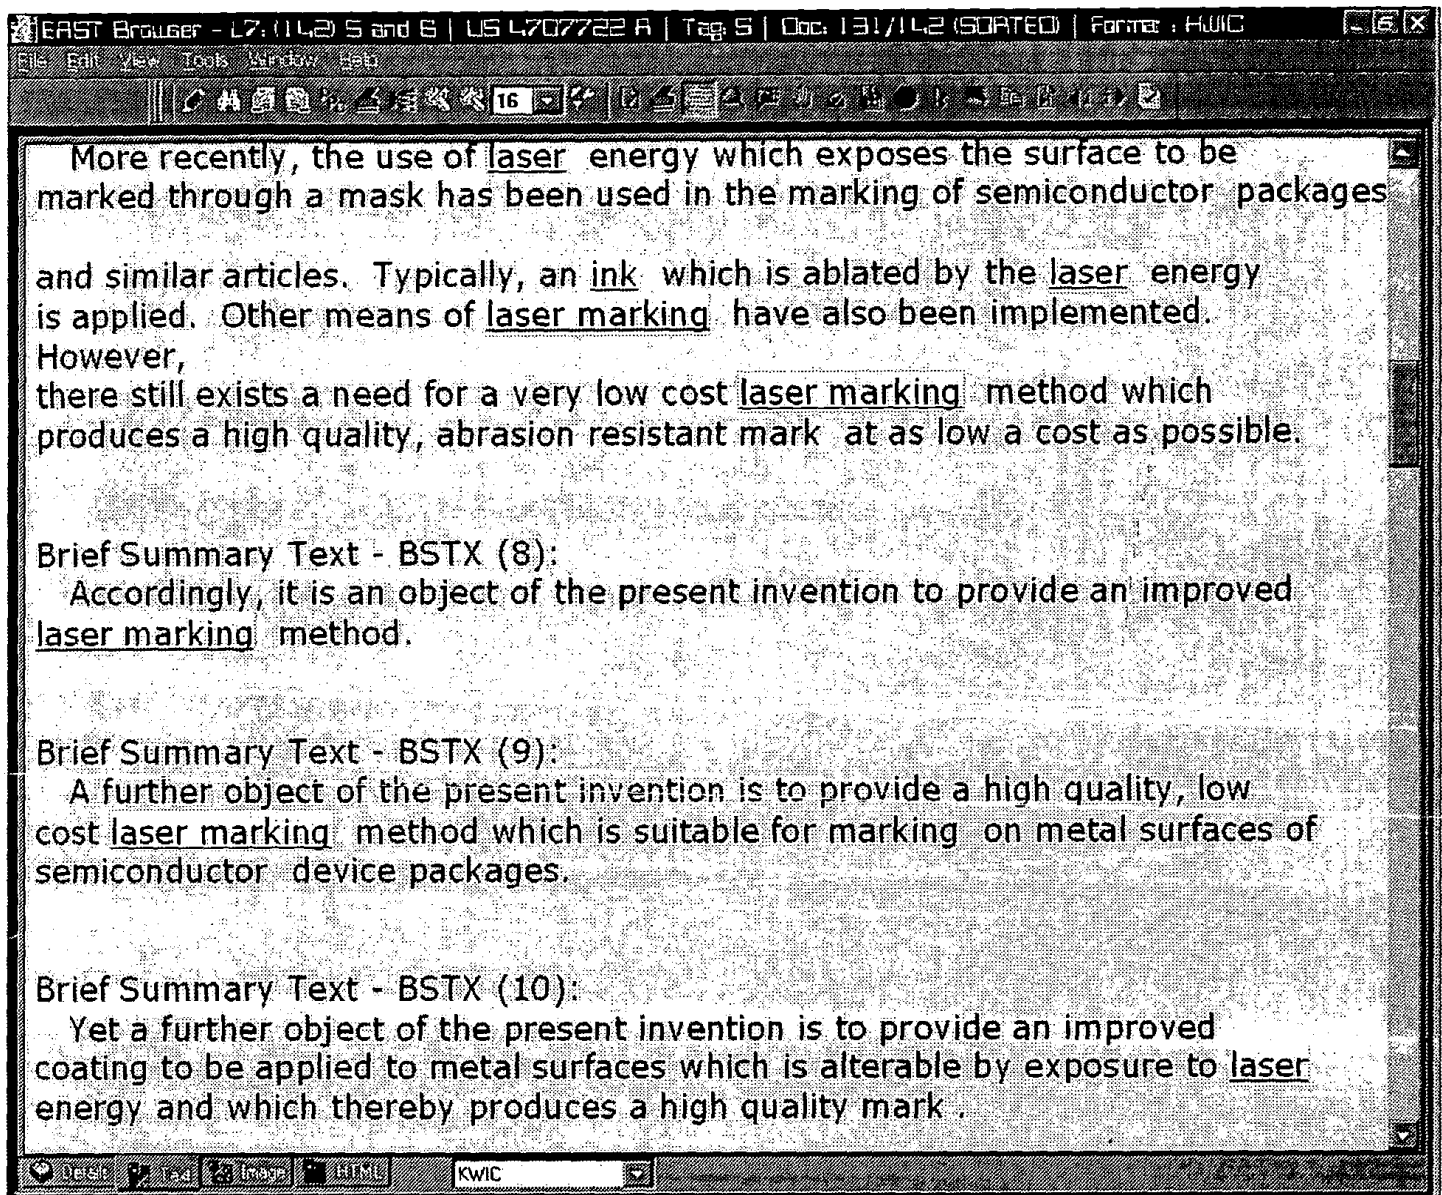 EAST Browser - L7: (142) 5 and 6 | US 4707722 A | Tag: S | Doc: 131/142 (SORTED) | Format : KWIC
File Edit View Tools Window Help
16
More recently, the use of laser energy which exposes the surface to be
marked through a mask has been used in the marking of semiconductor packages
and similar articles. Typically, an ink which is ablated by the laser energy
is applied. Other means of laser marking have also been implemented.
However,
there still exists a need for a very low cost laser marking method which
produces a high quality, abrasion resistant mark at as low a cost as possible.
Brief Summary Text - BSTX (8):
Accordingly, it is an object of the present invention to provide an improved
laser marking method.
Brief Summary Text - BSTX (9):
A further object of the present invention is to provide a high quality, low
cost laser marking method which is suitable for marking on metal surfaces of
semiconductor device packages.
Brief Summary Text - BSTX (10):
Yet a further object of the present invention is to provide an improved
coating to be applied to metal surfaces which is alterable by exposure to laser
energy and which thereby produces a high quality mark .
Details Text Image HTML KWIC